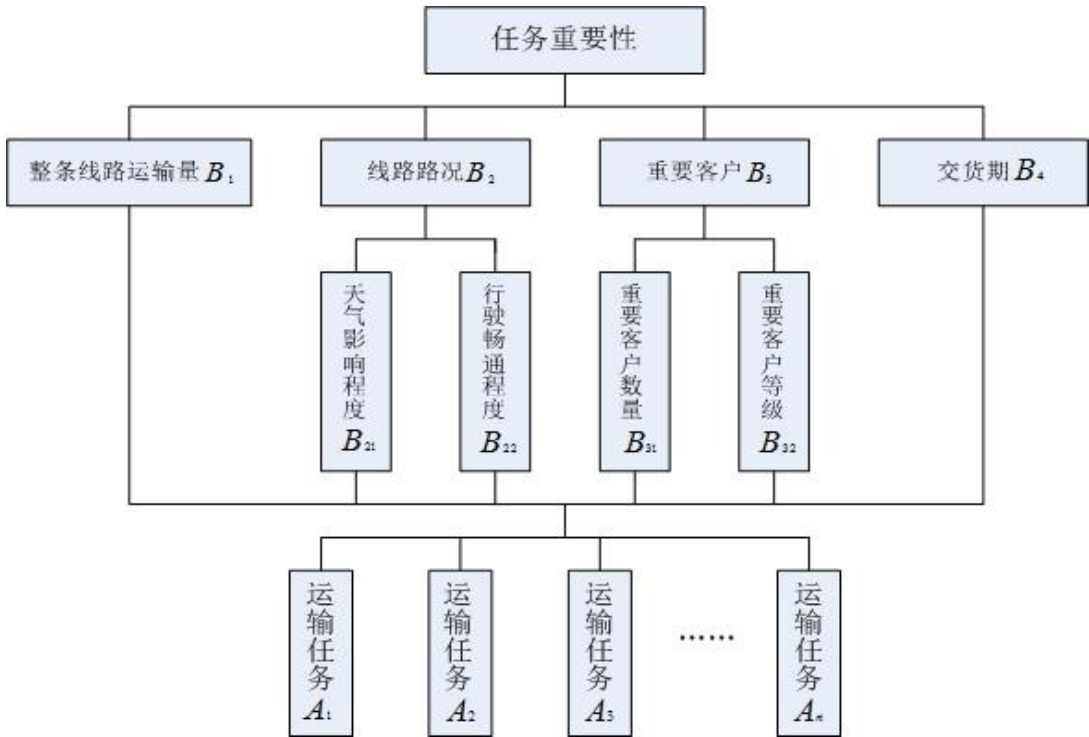 任务重要性
整条线路运输量B₁
线路路况B₂
重要客户B₃
交货期B₄
天气影响程度B₂₁
行驶畅通程度B₂₂
重要客户数量B₃₁
重要客户等级B₃₂
运输任务A₁
运输任务A₂
运输任务A₃
……
运输任务Aₙ